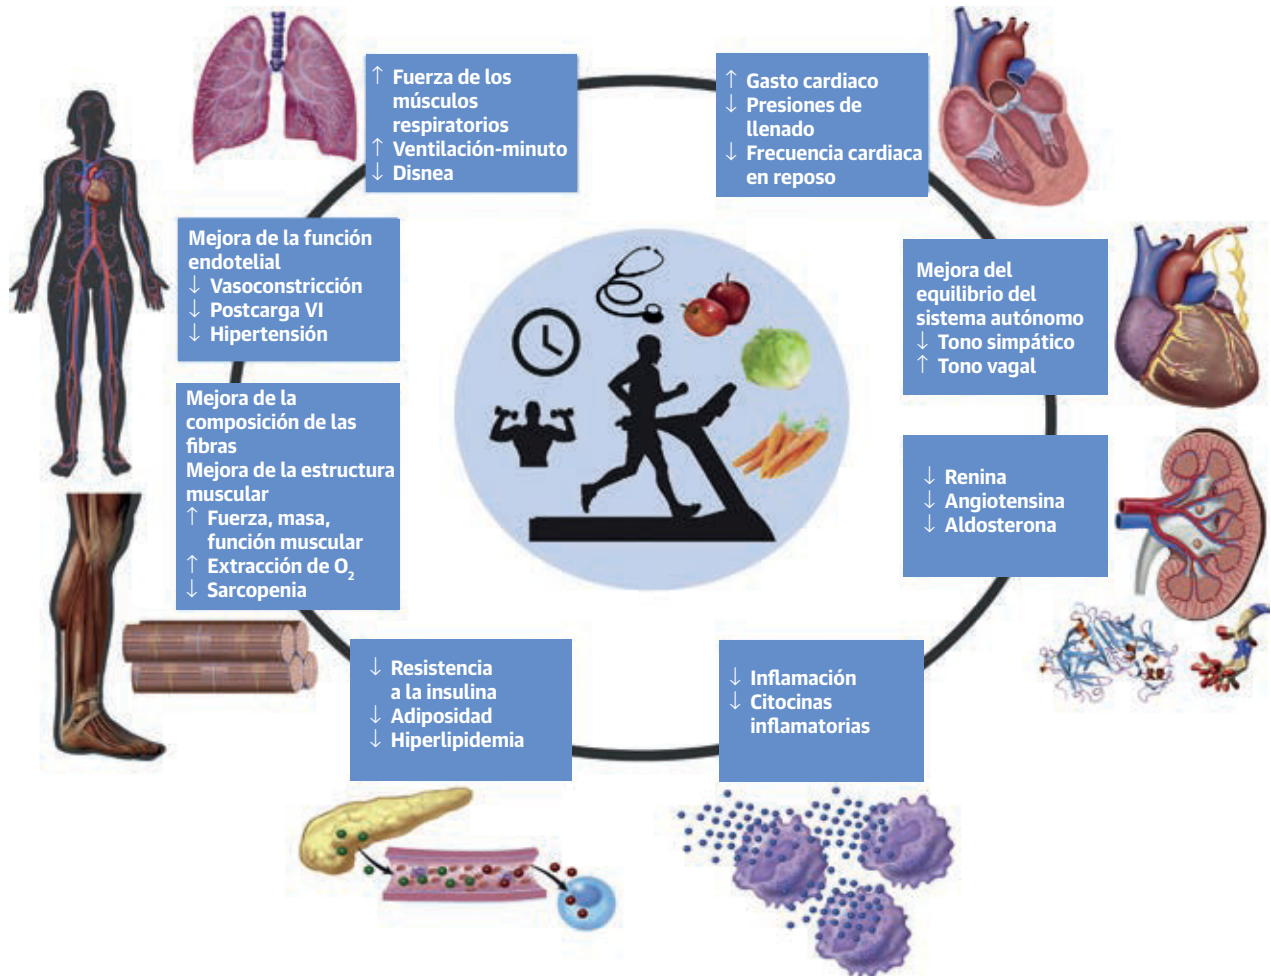 ↑ Fuerza de los
músculos
respiratorios
↑ Ventilación-minuto
↓ Disnea
↑ Gasto cardiaco
↓ Presiones de
llenado
↓ Frecuencia cardiaca
en reposo
Mejora de la función
endotelial
↓ Vasoconstricción
↓ Postcarga VI
↓ Hipertensión
Mejora del
equilibrio del
sistema autónomo
↓ Tono simpático
↑ Tono vagal
Mejora de la
composición de las
fibras
Mejora de la estructura
muscular
↑ Fuerza, masa,
función muscular
↑ Extracción de O₂
↓ Sarcopenia
↓ Renina
↓ Angiotensina
↓ Aldosterona
↓ Resistencia
a la insulina
↓ Adiposidad
↓ Hiperlipidemia
↓ Inflamación
↓ Citocinas
inflamatorias